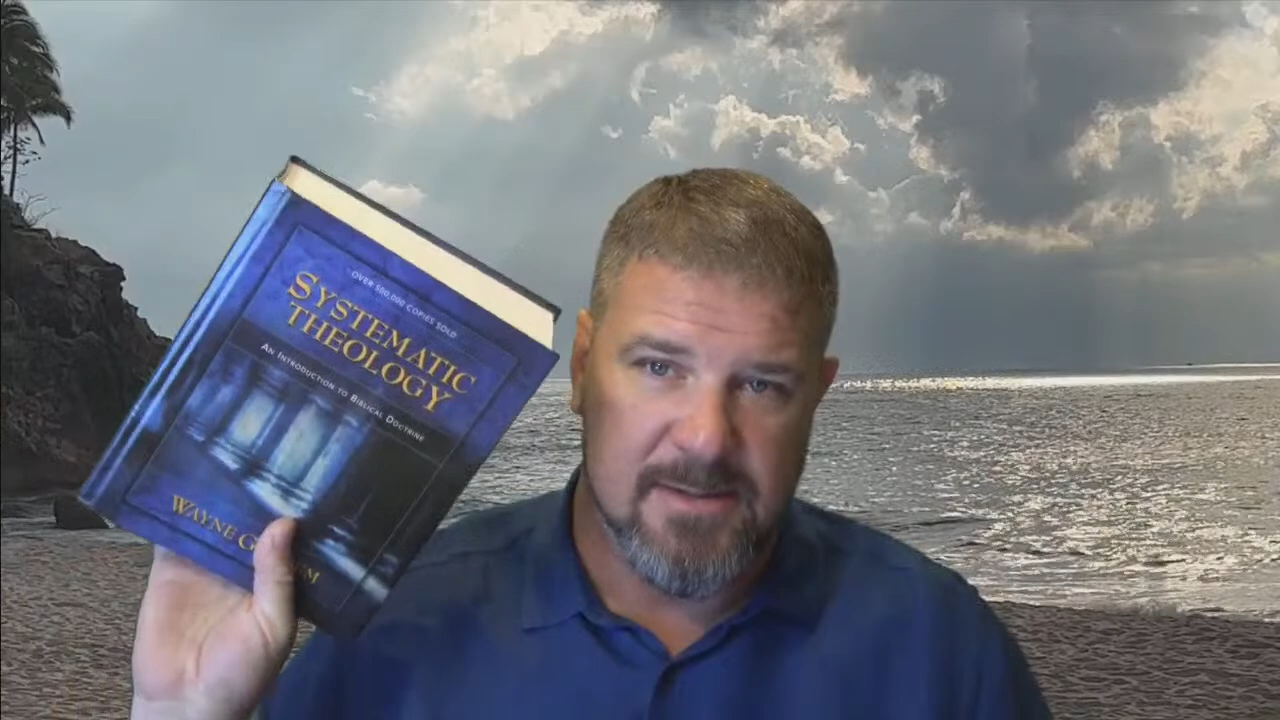 OVER 500,000 COPIES SOLD
SYSTEMATIC
THEOLOGY
AN INTRODUCTION TO BIBLICAL DOCTRINE
WAYNE